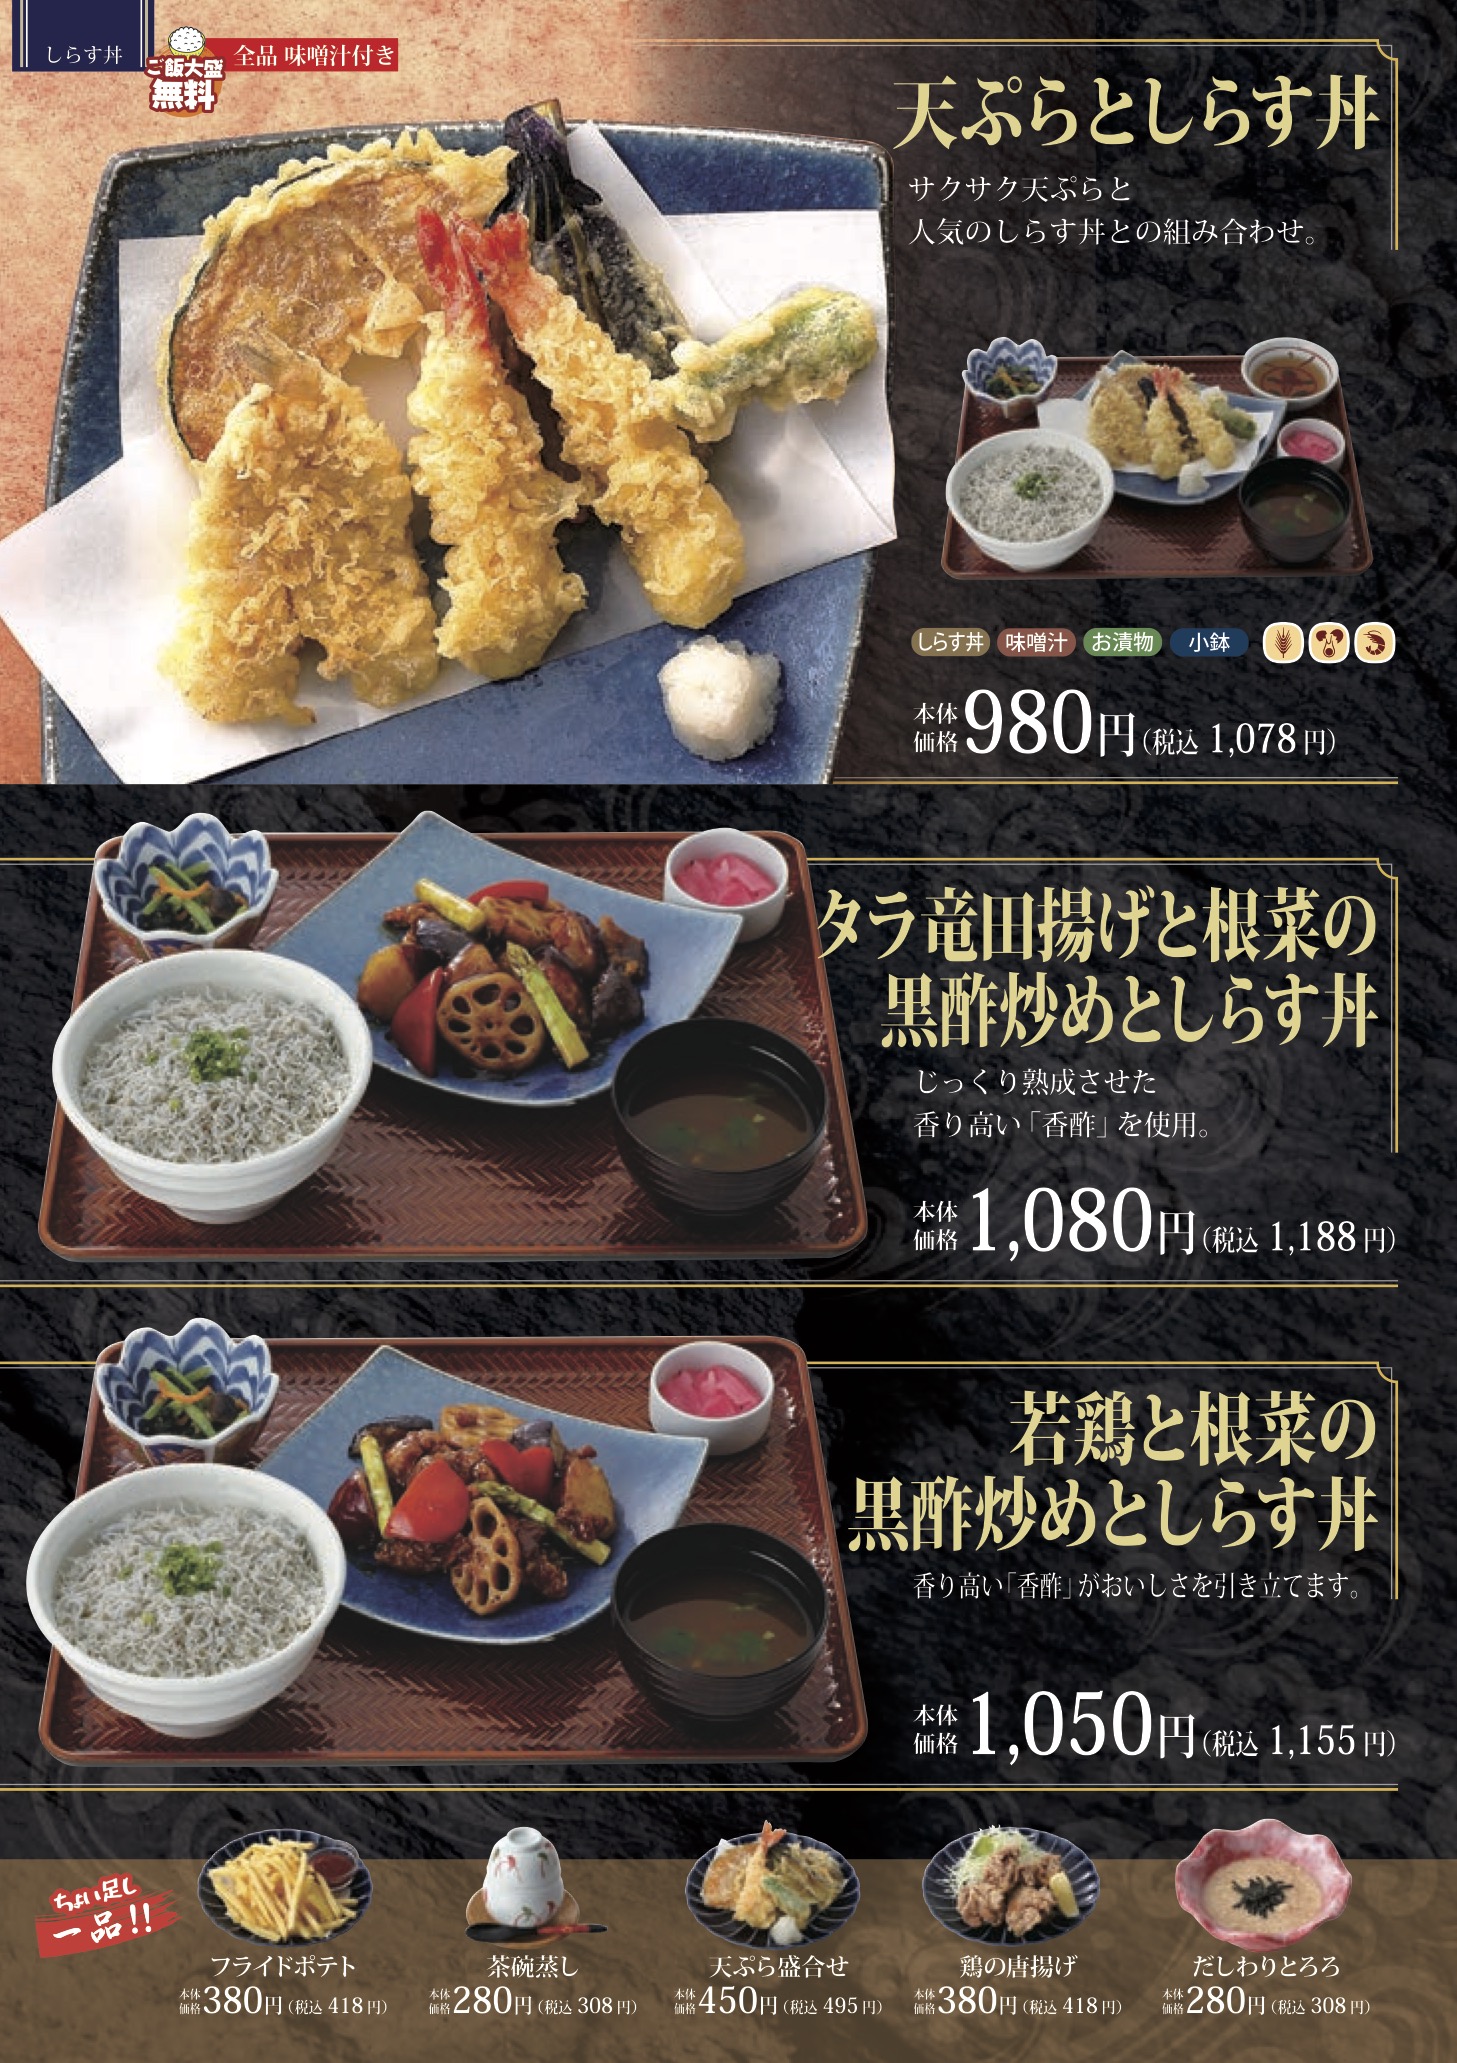 しらす丼
ご飯大盛
無料
全品 味噌汁付き
天ぷらとしらす丼
サクサク天ぷらと
人気のしらす丼との組み合わせ。
しらす丼 味噌汁 お漬物 小鉢
本体価格 980円(税込 1,078円)
タラ竜田揚げと根菜の
黒酢炒めとしらす丼
じっくり熟成させた
香り高い「香酢」を使用。
本体価格 1,080円(税込 1,188円)
若鶏と根菜の
黒酢炒めとしらす丼
香り高い「香酢」がおいしさを引き立てます。
本体価格 1,050円(税込 1,155円)
ちょい足し
一品!!
フライドポテト
本体価格 380円(税込 418円)
茶碗蒸し
本体価格 280円(税込 308円)
天ぷら盛合せ
本体価格 450円(税込 495円)
鶏の唐揚げ
本体価格 380円(税込 418円)
だしわりとろろ
本体価格 280円(税込 308円)